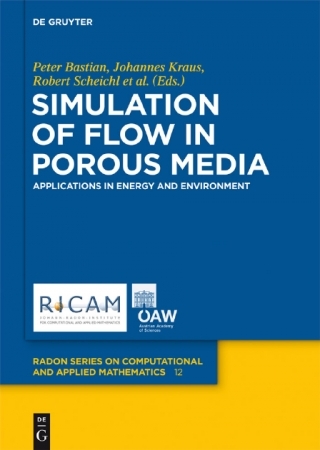 DE GRUYTER
Peter Bastian, Johannes Kraus,
Robert Scheichl et al. (Eds.)
SIMULATION
OF FLOW IN
POROUS MEDIA
APPLICATIONS IN ENERGY AND ENVIRONMENT
RICAM
JOHANN·RADON·INSTITUTE
FOR COMPUTATIONAL AND APPLIED MATHEMATICS
ÖAW
Austrian Academy
of Sciences
RADON SERIES ON COMPUTATIONAL
AND APPLIED MATHEMATICS 12
DE
G